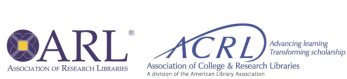 ARL®
ASSOCIATION OF RESEARCH LIBRARIES
ACRL
Advancing learning
Transforming scholarship
Association of College & Research Libraries
A division of the American Library Association